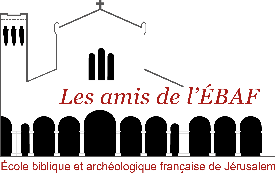 Les amis de l'ÉBAF
École biblique et archéologique française de Jérusalem